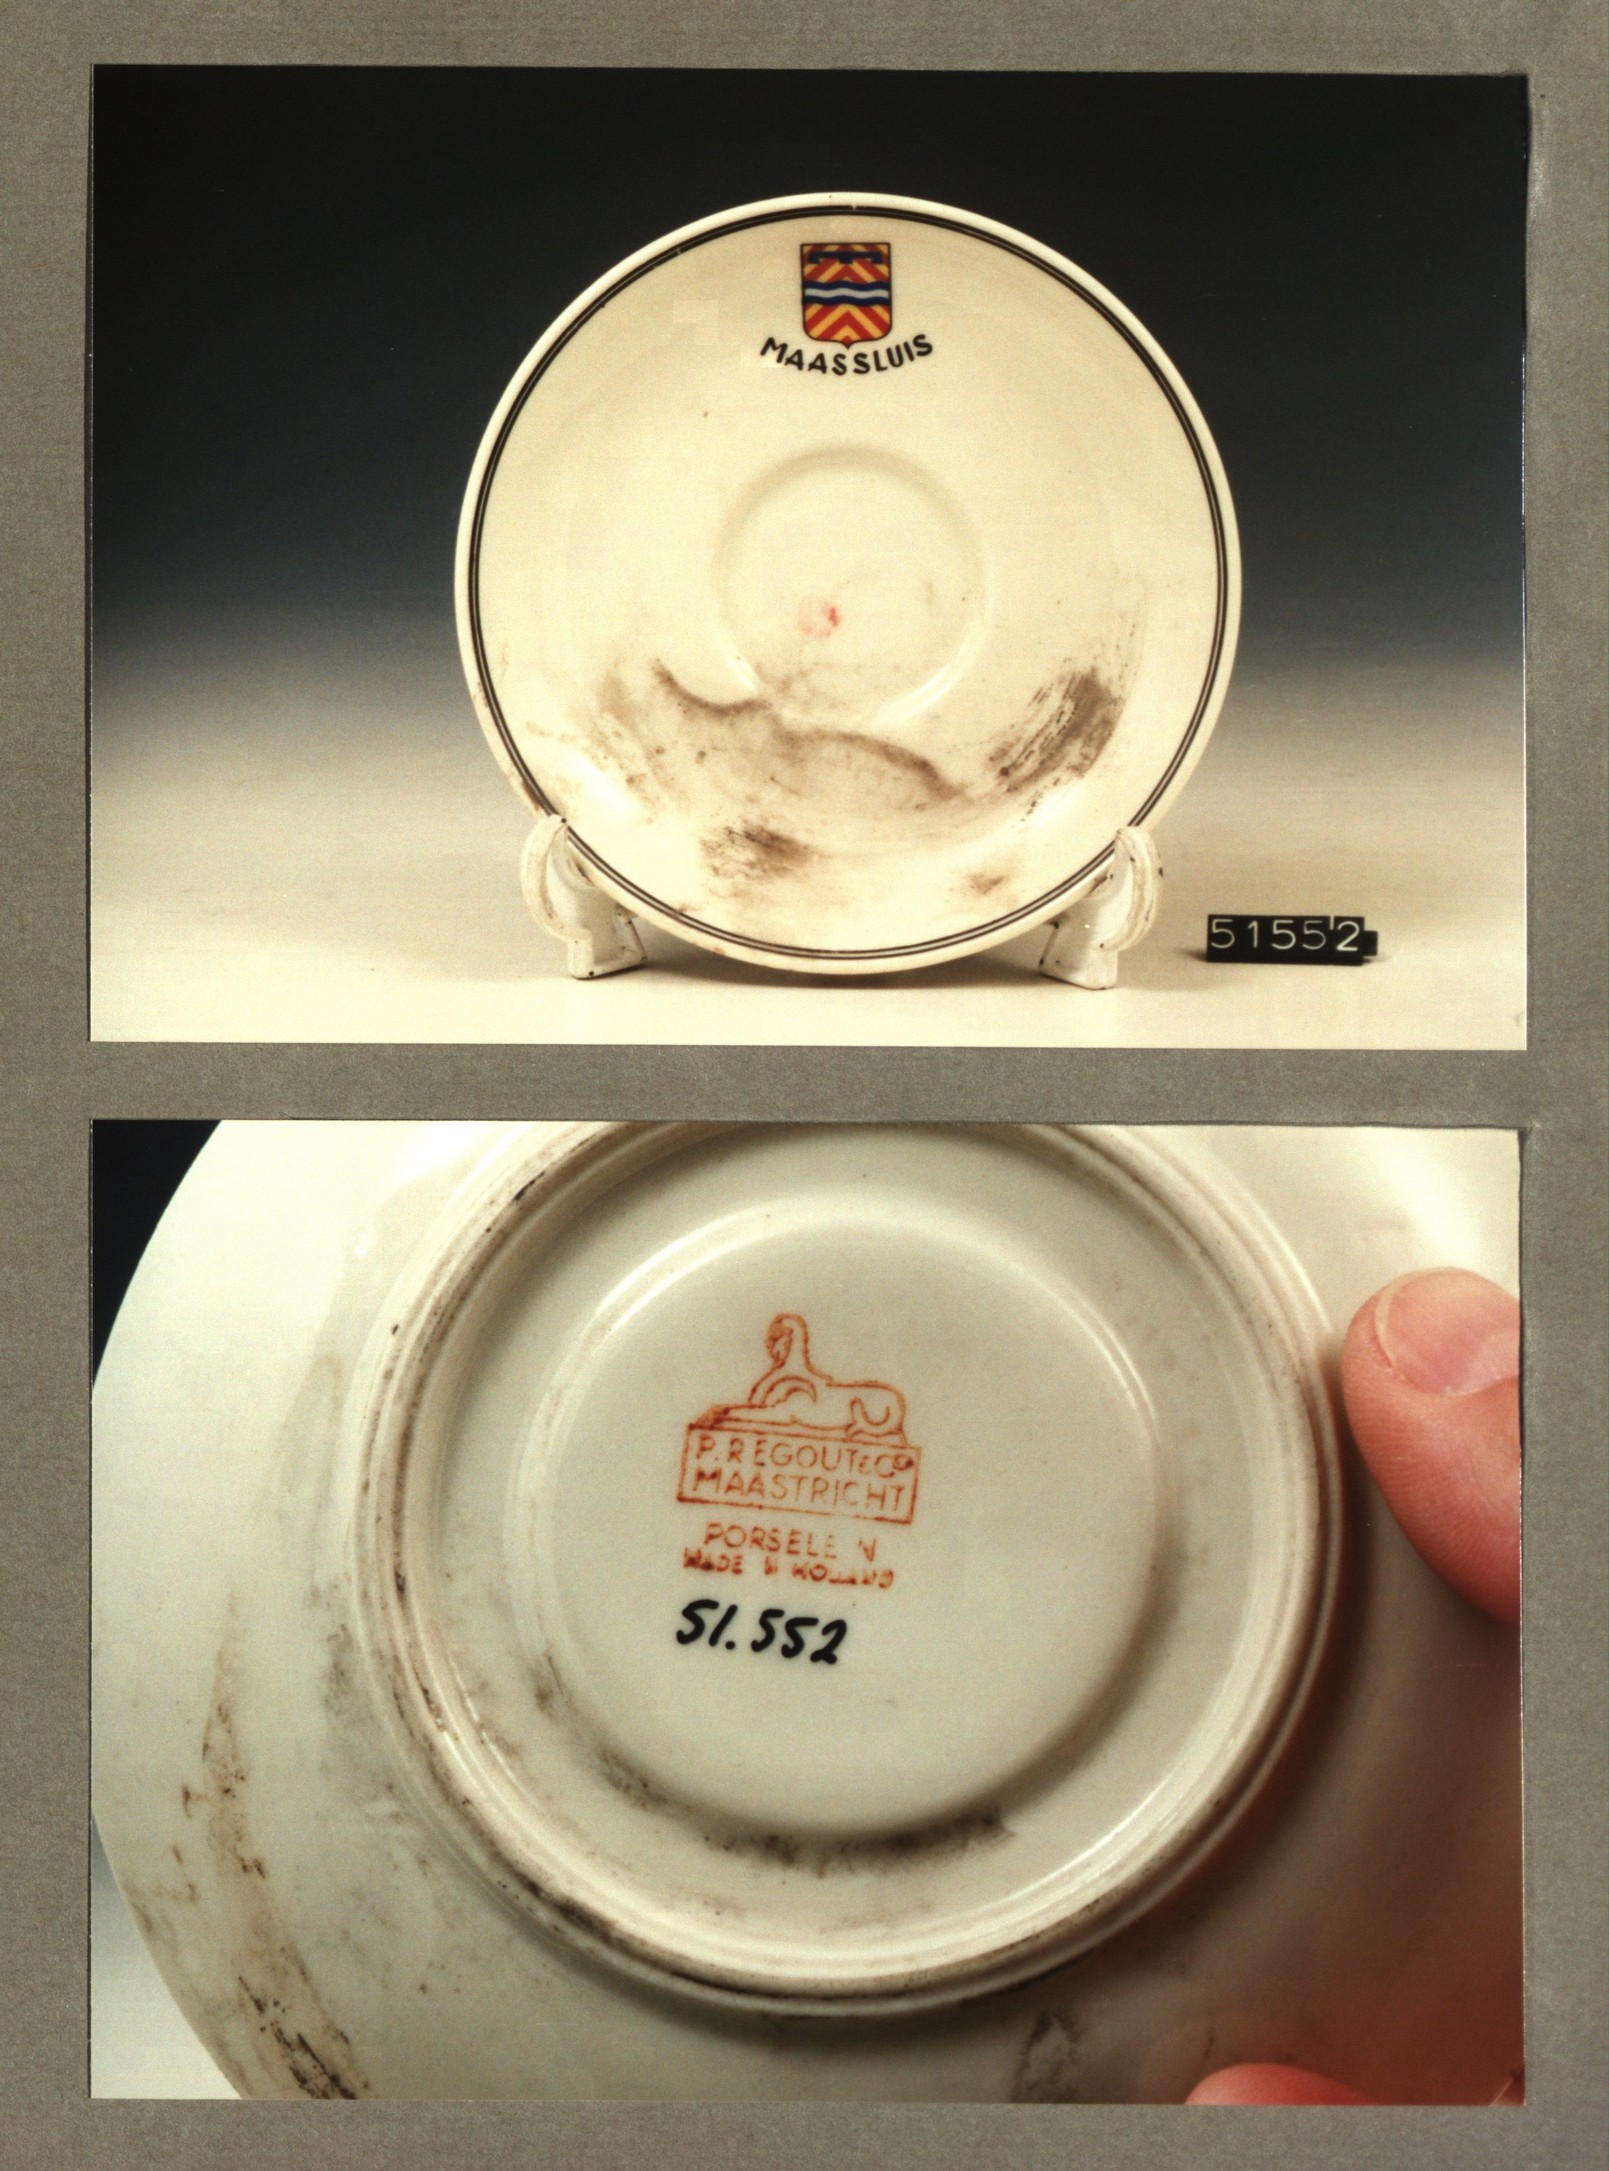 MAASSLUIS
51552
P. REGOUT & Co
MAASTRICHT
PORSELEIN
MADE IN HOLLAND
51.552